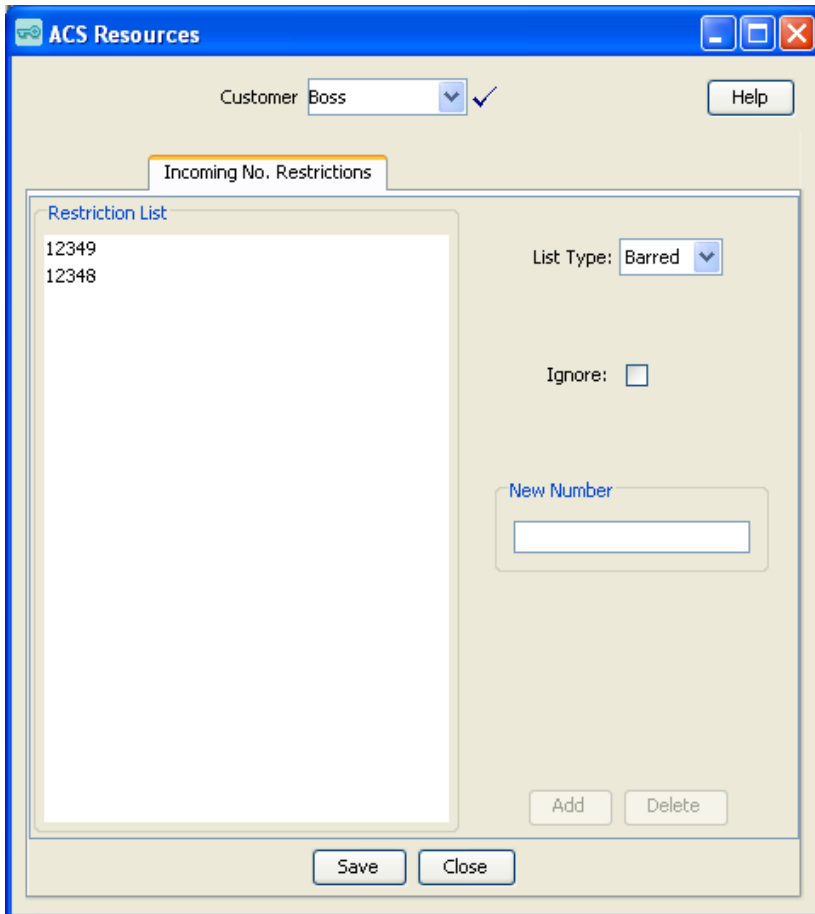 ACS Resources
Customer Boss
Help
Incoming No. Restrictions
Restriction List
12349
12348
List Type: Barred
Ignore:
New Number
Add Delete
Save Close